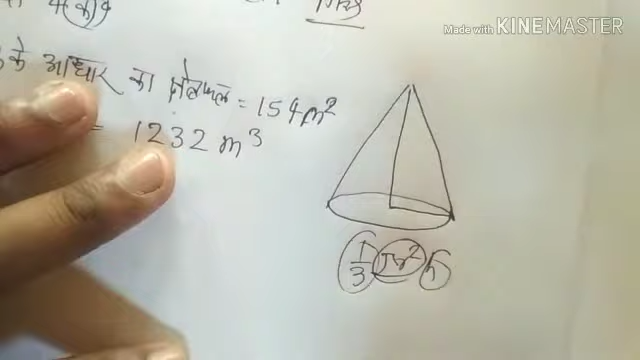 Made with KINEMASTER
के आधार का क्षेत्रफल = 154 m²
= 1232 m³
1/3 πr² h